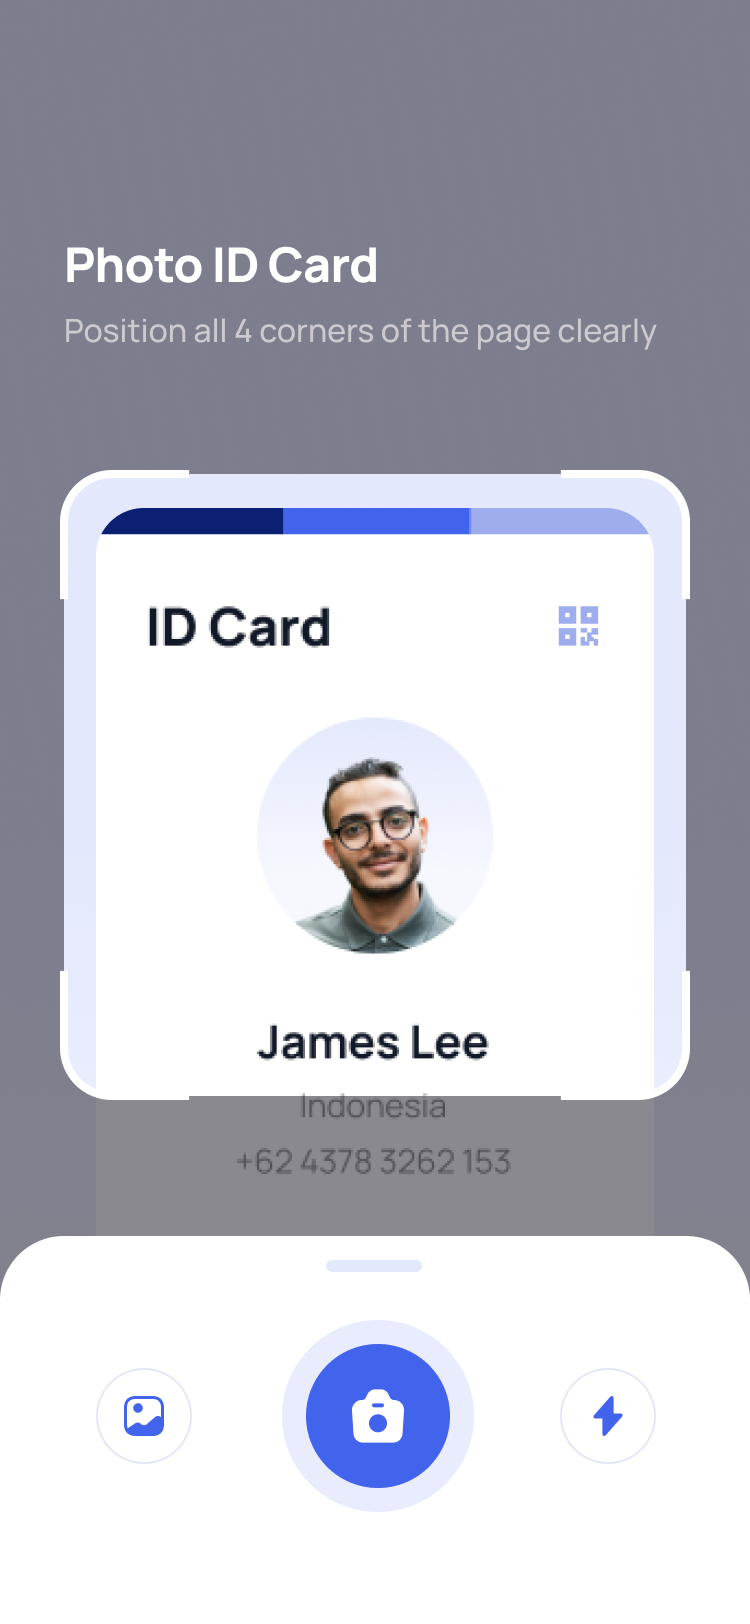 Photo ID Card
Position all 4 corners of the page clearly
ID Card
James Lee
Indonesia
+62 4378 3262 153